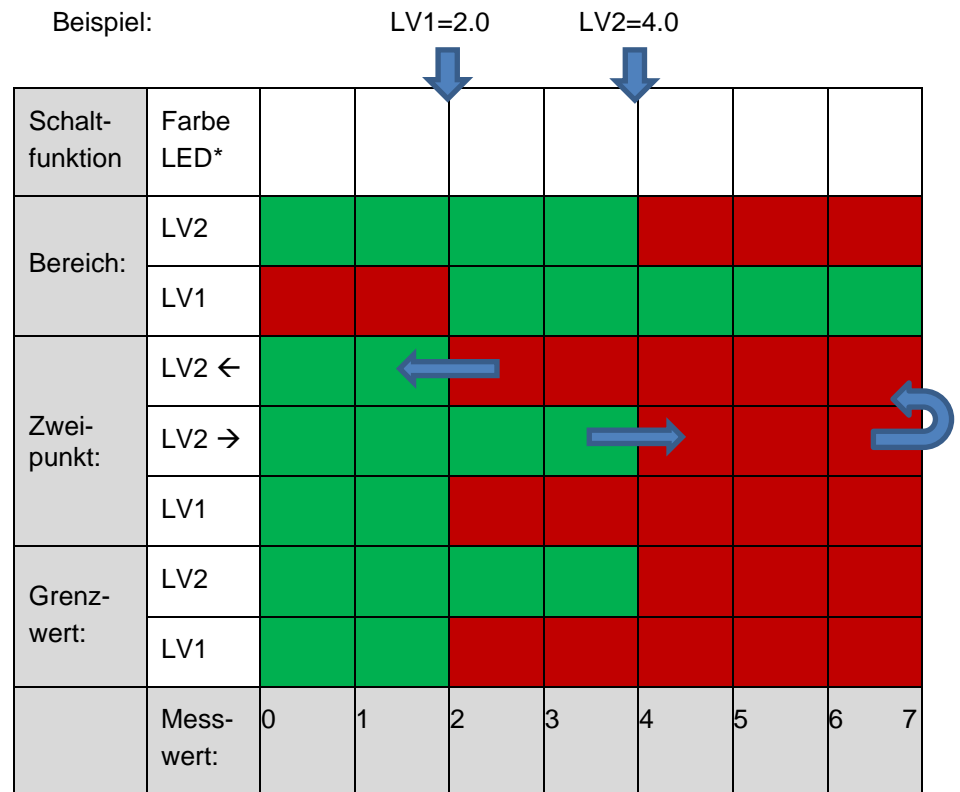 Beispiel: LV1=2.0 LV2=4.0
Schalt-
funktion
Farbe
LED*
Bereich:
LV2
LV1
Zwei-
punkt:
LV2 ←
LV2 →
LV1
Grenz-
wert:
LV2
LV1
Mess-
wert:
0 1 2 3 4 5 6 7